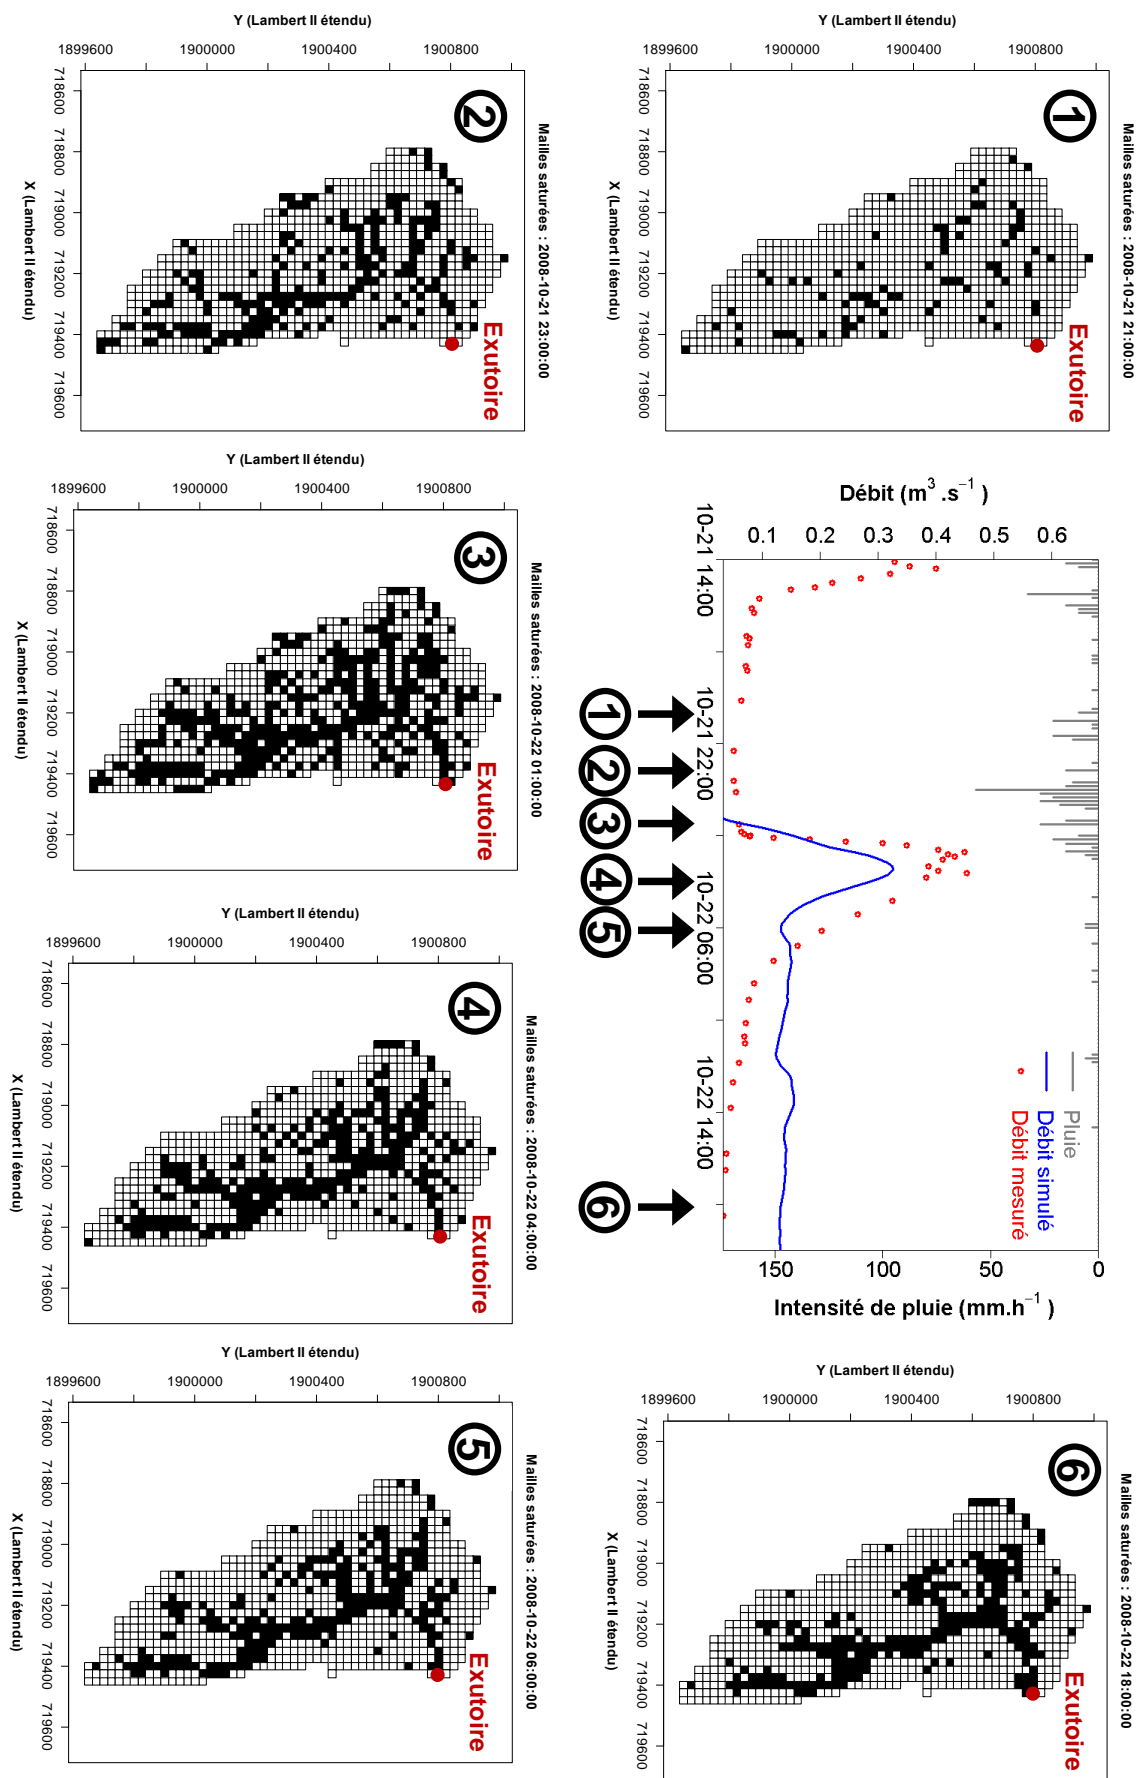 Mailles saturées : 2008-10-21 21:00:00
1
Exutoire
Y (Lambert II étendu)
1899600 1900000 1900400 1900800
718600 718800 719000 719200 719400 719600
X (Lambert II étendu)
Débit (m³ .s⁻¹ )
0.1 0.2 0.3 0.4 0.5 0.6
10-21 14:00 10-21 22:00 10-22 06:00 10-22 14:00
Pluie
Débit simulé
Débit mesuré
0 50 100 150
Intensité de pluie (mm.h⁻¹ )
1 2 3 4 5 6
Mailles saturées : 2008-10-22 18:00:00
6
Exutoire
Y (Lambert II étendu)
1899600 1900000 1900400 1900800
718600 718800 719000 719200 719400 719600
X (Lambert II étendu)
Mailles saturées : 2008-10-21 23:00:00
2
Exutoire
Y (Lambert II étendu)
1899600 1900000 1900400 1900800
718600 718800 719000 719200 719400 719600
X (Lambert II étendu)
Mailles saturées : 2008-10-22 01:00:00
3
Exutoire
Y (Lambert II étendu)
1899600 1900000 1900400 1900800
718600 718800 719000 719200 719400 719600
X (Lambert II étendu)
Mailles saturées : 2008-10-22 04:00:00
4
Exutoire
Y (Lambert II étendu)
1899600 1900000 1900400 1900800
718600 718800 719000 719200 719400 719600
X (Lambert II étendu)
Mailles saturées : 2008-10-22 06:00:00
5
Exutoire
Y (Lambert II étendu)
1899600 1900000 1900400 1900800
718600 718800 719000 719200 719400 719600
X (Lambert II étendu)